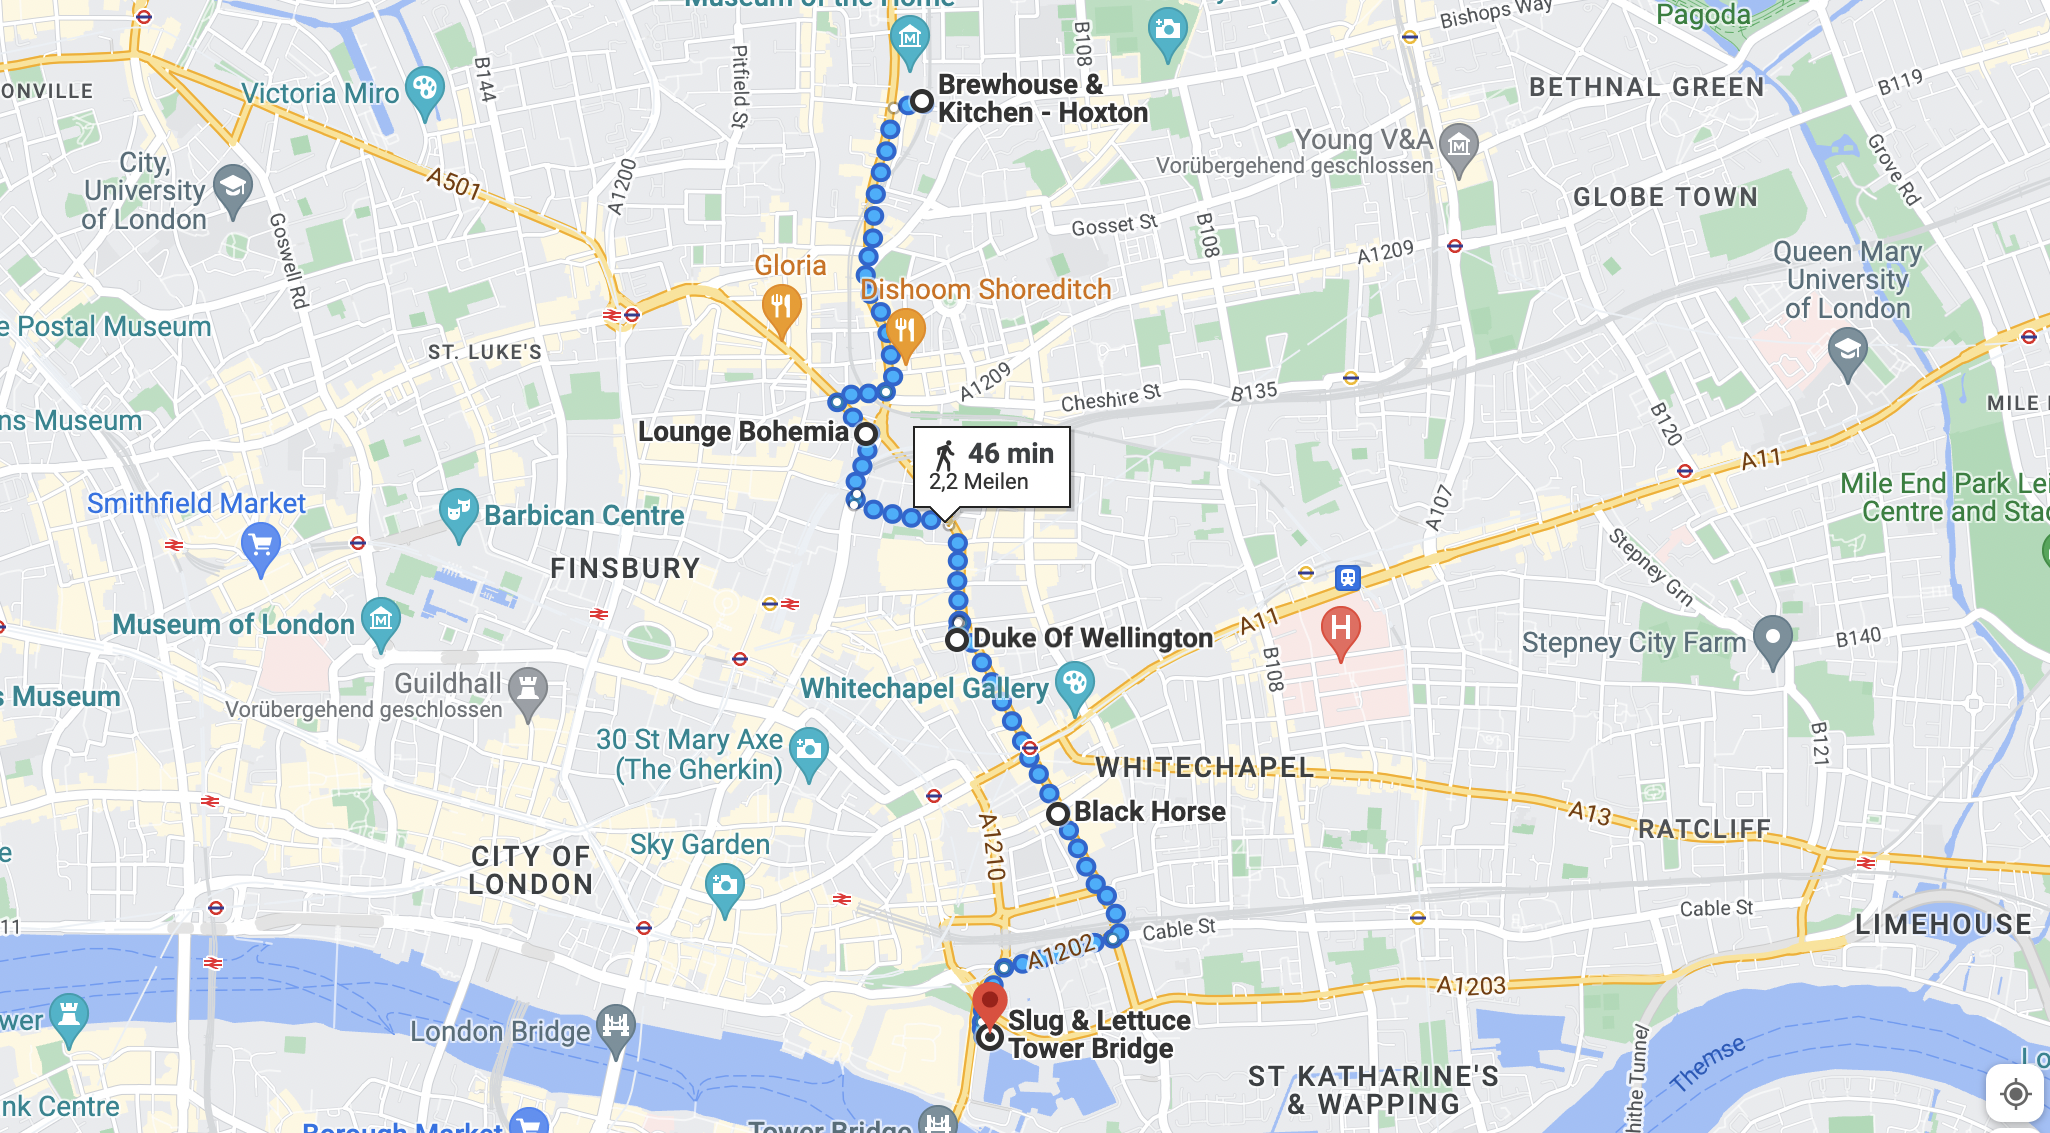 Museum of the Home
Bishops Way
Pagoda
B108
Pitfield St
B144
Victoria Miro
ONVILLE
Brewhouse &
Kitchen - Hoxton
BETHNAL GREEN
B119
Young V&A
Vorübergehend geschlossen
Grove Rd
City,
University
of London
A501
A1200
GLOBE TOWN
Goswell Rd
Gosset St
B108
A1209
Queen Mary
University
of London
Gloria
Dishoom Shoreditch
e Postal Museum
ST. LUKE'S
A1209
Cheshire St
B135
B120
MILE
ns Museum
Lounge Bohemia
46 min
2,2 Meilen
A11
Smithfield Market
Barbican Centre
A107
Mile End Park Lei
Centre and Stad
FINSBURY
Stepney Grn
Museum of London
Duke Of Wellington
A11
H
Stepney City Farm
B140
B108
s Museum
Guildhall
Vorübergehend geschlossen
Whitechapel Gallery
B121
30 St Mary Axe
(The Gherkin)
WHITECHAPEL
Black Horse
A13
RATCLIFF
A1210
e
Sky Garden
CITY OF
LONDON
11
Cable St
Cable St
LIMEHOUSE
A1202
A1203
wer
London Bridge
Slug & Lettuce
Tower Bridge
Themse
hithe Tunnel/
Lo
ST KATHARINE'S
& WAPPING
nk Centre
Borough Market
Tower Bridge